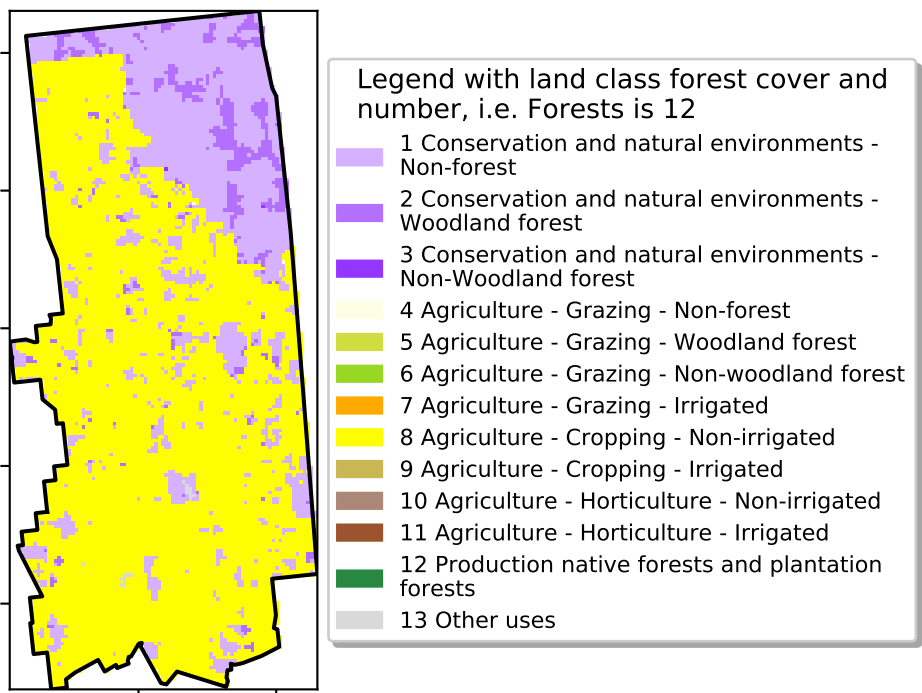 Legend with land class forest cover and
number, i.e. Forests is 12
1 Conservation and natural environments -
Non-forest
2 Conservation and natural environments -
Woodland forest
3 Conservation and natural environments -
Non-Woodland forest
4 Agriculture - Grazing - Non-forest
5 Agriculture - Grazing - Woodland forest
6 Agriculture - Grazing - Non-woodland forest
7 Agriculture - Grazing - Irrigated
8 Agriculture - Cropping - Non-irrigated
9 Agriculture - Cropping - Irrigated
10 Agriculture - Horticulture - Non-irrigated
11 Agriculture - Horticulture - Irrigated
12 Production native forests and plantation
forests
13 Other uses